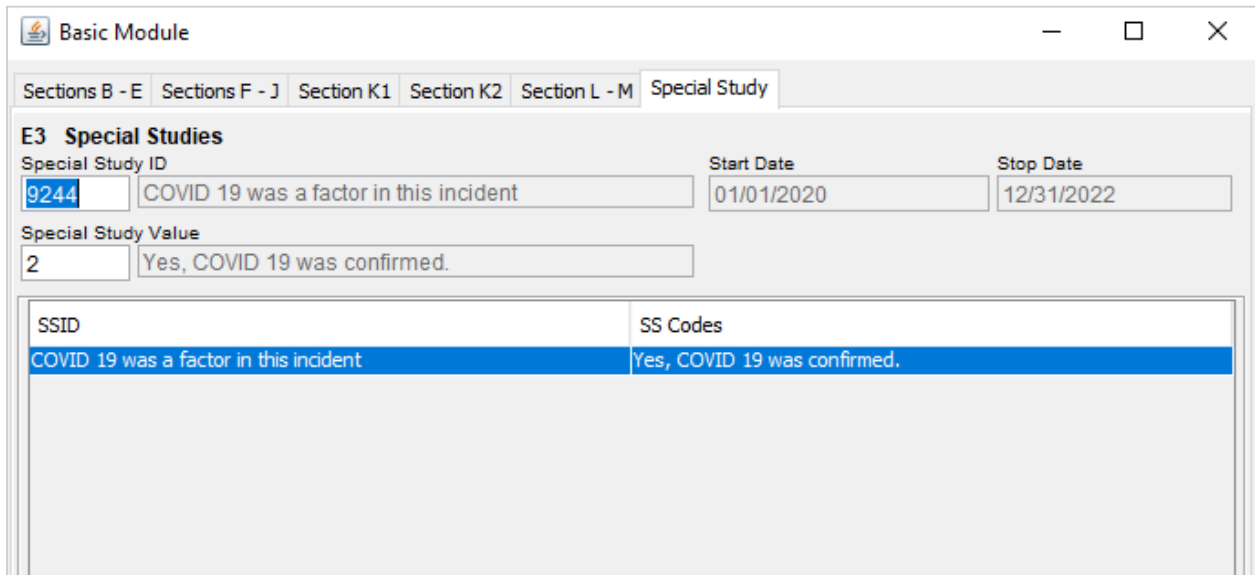 Basic Module
Sections B - E Sections F - J Section K1 Section K2 Section L - M Special Study
E3 Special Studies
Special Study ID Start Date Stop Date
9244 COVID 19 was a factor in this incident 01/01/2020 12/31/2022
Special Study Value
2 Yes, COVID 19 was confirmed.
SSID SS Codes
COVID 19 was a factor in this incident Yes, COVID 19 was confirmed.